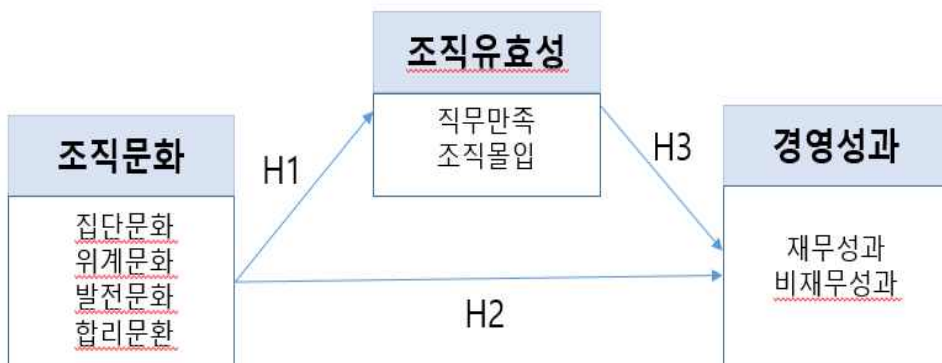 조직유효성
직무만족
조직몰입
조직문화
집단문화
위계문화
발전문화
합리문환
H1
H2
H3
경영성과
재무성과
비재무성과